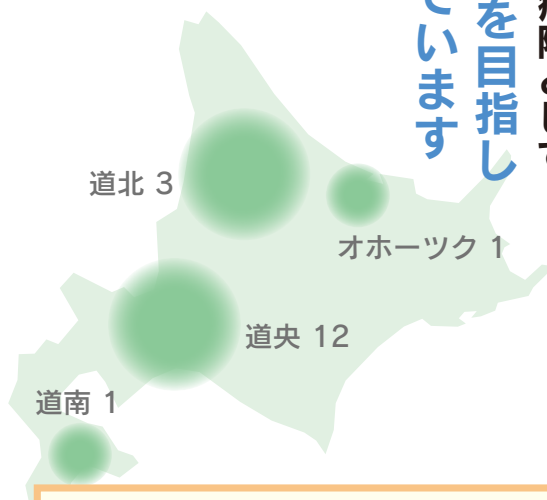 を目指し
ています
道北 3
オホーツク 1
道央 12
道南 1